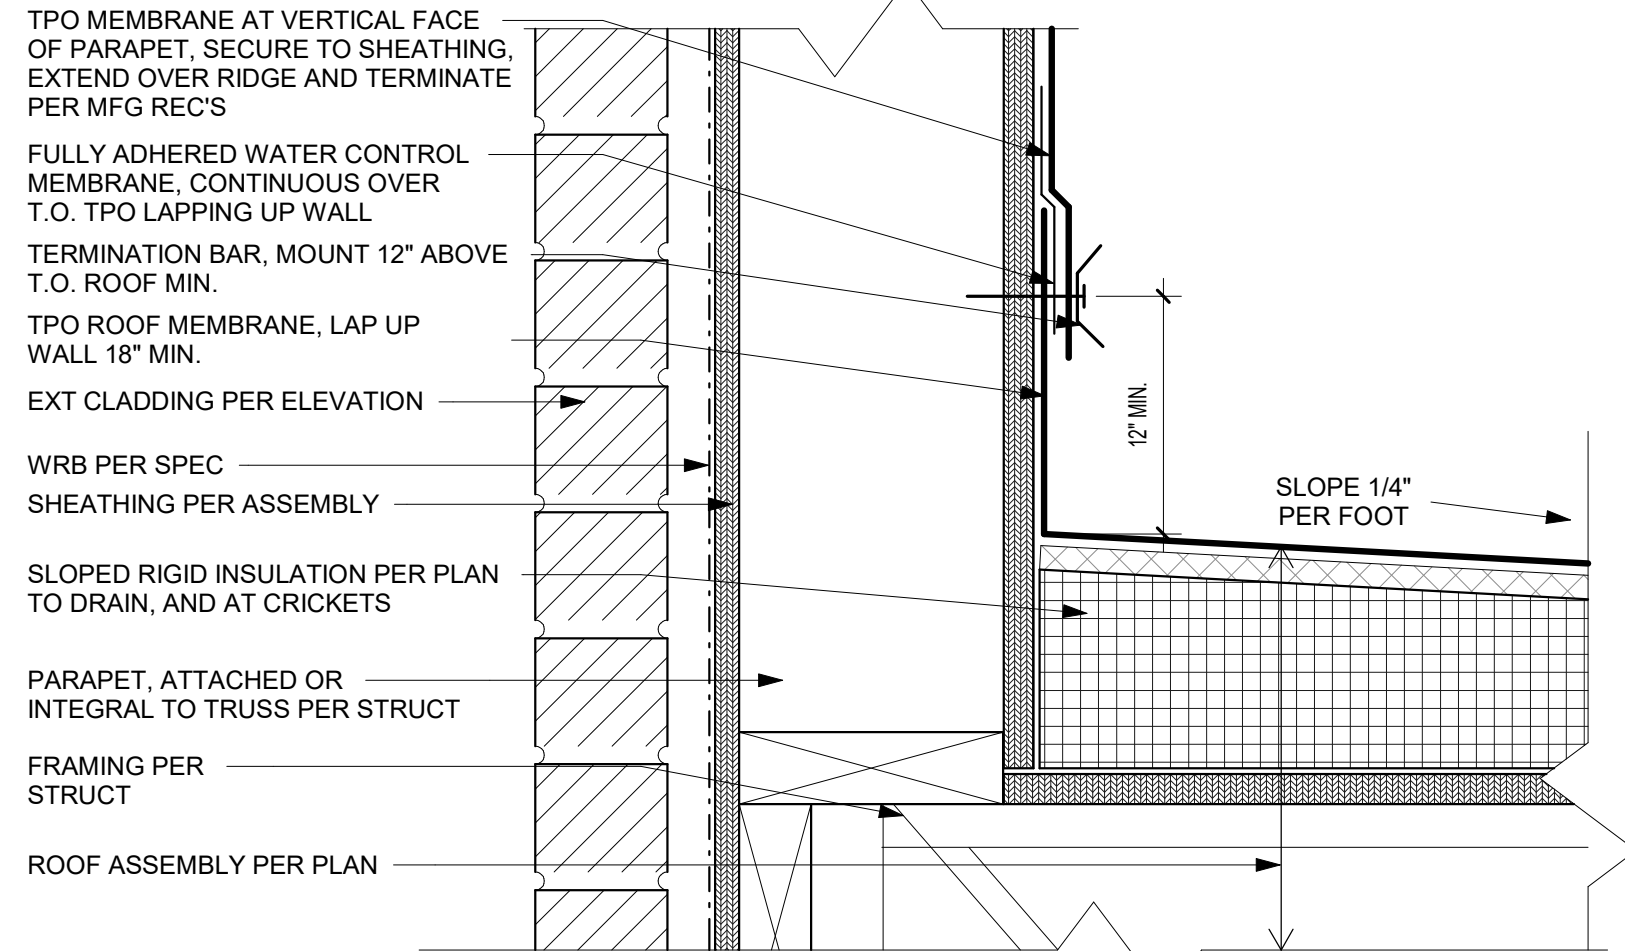 TPO MEMBRANE AT VERTICAL FACE
OF PARAPET, SECURE TO SHEATHING,
EXTEND OVER RIDGE AND TERMINATE
PER MFG REC'S
FULLY ADHERED WATER CONTROL
MEMBRANE, CONTINUOUS OVER
T.O. TPO LAPPING UP WALL
TERMINATION BAR, MOUNT 12" ABOVE
T.O. ROOF MIN.
TPO ROOF MEMBRANE, LAP UP
WALL 18" MIN.
EXT CLADDING PER ELEVATION
WRB PER SPEC
SHEATHING PER ASSEMBLY
SLOPED RIGID INSULATION PER PLAN
TO DRAIN, AND AT CRICKETS
PARAPET, ATTACHED OR
INTEGRAL TO TRUSS PER STRUCT
FRAMING PER
STRUCT
ROOF ASSEMBLY PER PLAN
12" MIN.
SLOPE 1/4"
PER FOOT